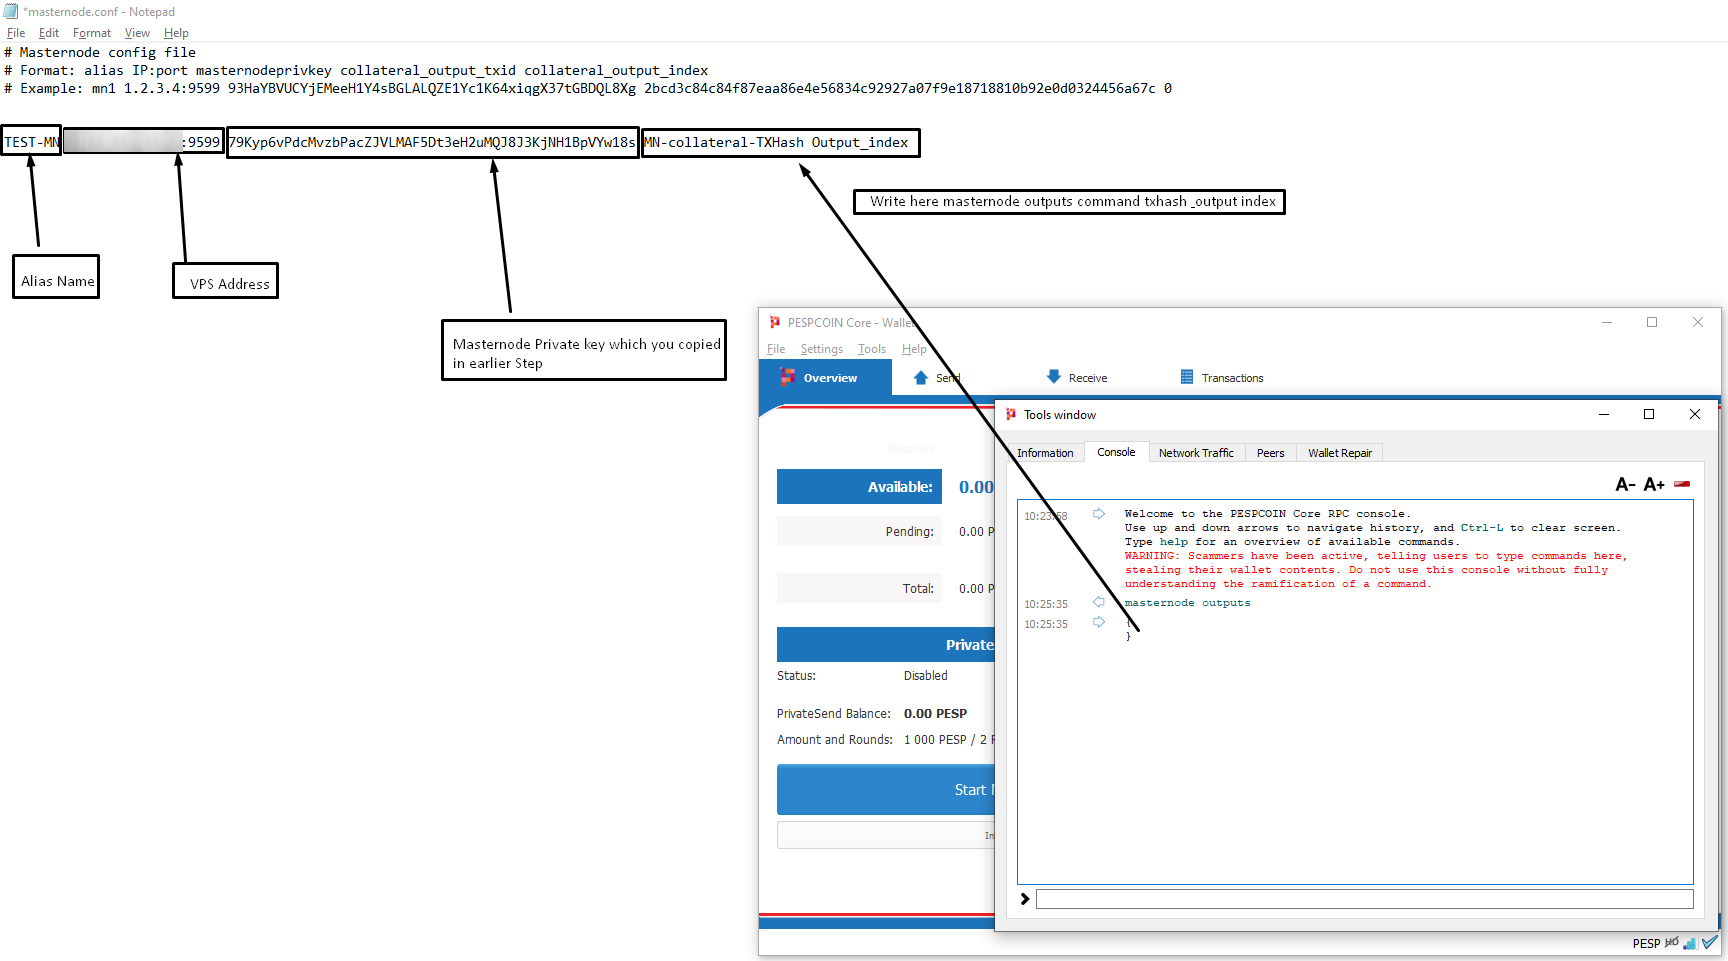 *masternode.conf - Notepad
File Edit Format View Help
# Masternode config file
# Format: alias IP:port masternodeprivkey collateral_output_txid collateral_output_index
# Example: mn1 1.2.3.4:9599 93HaYBVUCYjEMeeH1Y4sBGLALQZE1Yc1K64xiqgX37tGBDQL8Xg 2bcd3c84c84f87eaa86e4e56834c92927a07f9e18718810b92e0d0324456a67c 0
TEST-MN :9599 79Kyp6vPdcMvzbPacZJVLMAF5Dt3eH2uMQJ8J3KjNH1BpVYw18s MN-collateral-TXHash Output_index
Write here masternode outputs command txhash _output index
Alias Name
VPS Address
Masternode Private key which you copied
in earlier Step
PESPCOIN Core - Wallet
File Settings Tools Help
Overview Send Receive Transactions
Balances
Available: 0.00
Pending: 0.00 P
Total: 0.00 P
Private
Status: Disabled
PrivateSend Balance: 0.00 PESP
Amount and Rounds: 1 000 PESP / 2 R
Start
In
Tools window
Information Console Network Traffic Peers Wallet Repair
A- A+
10:23:58 Welcome to the PESPCOIN Core RPC console.
Use up and down arrows to navigate history, and Ctrl-L to clear screen.
Type help for an overview of available commands.
WARNING: Scammers have been active, telling users to type commands here,
stealing their wallet contents. Do not use this console without fully
understanding the ramification of a command.
10:25:35 masternode outputs
10:25:35 {
}
PESP HD